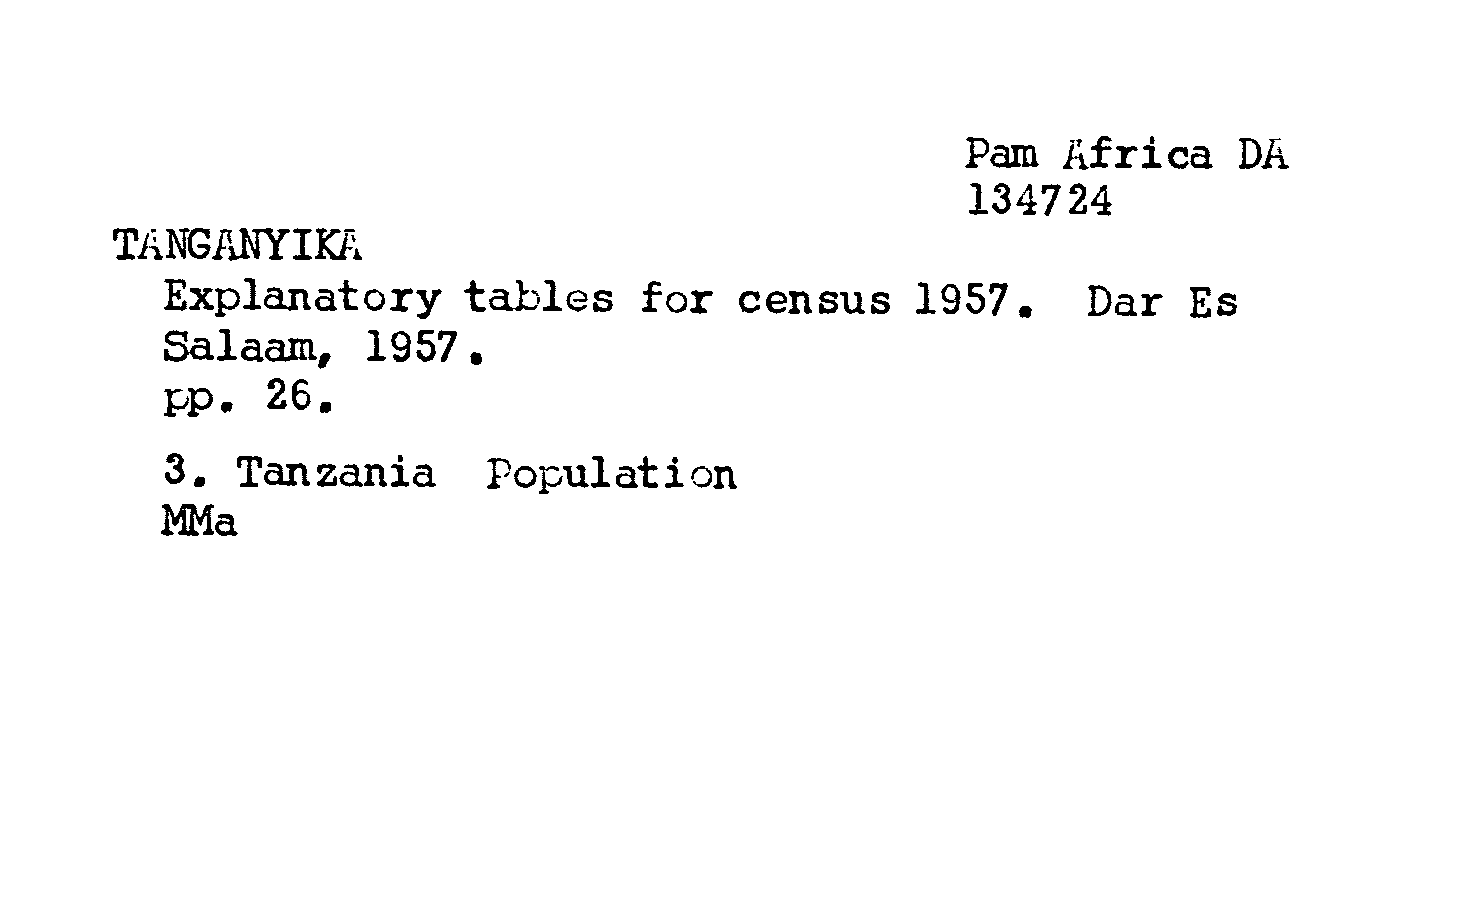 Pam Africa DA
134724
TANGANYIKA
Explanatory tables for census 1957. Dar Es
Salaam, 1957.
pp. 26.
3. Tanzania Population
MMa